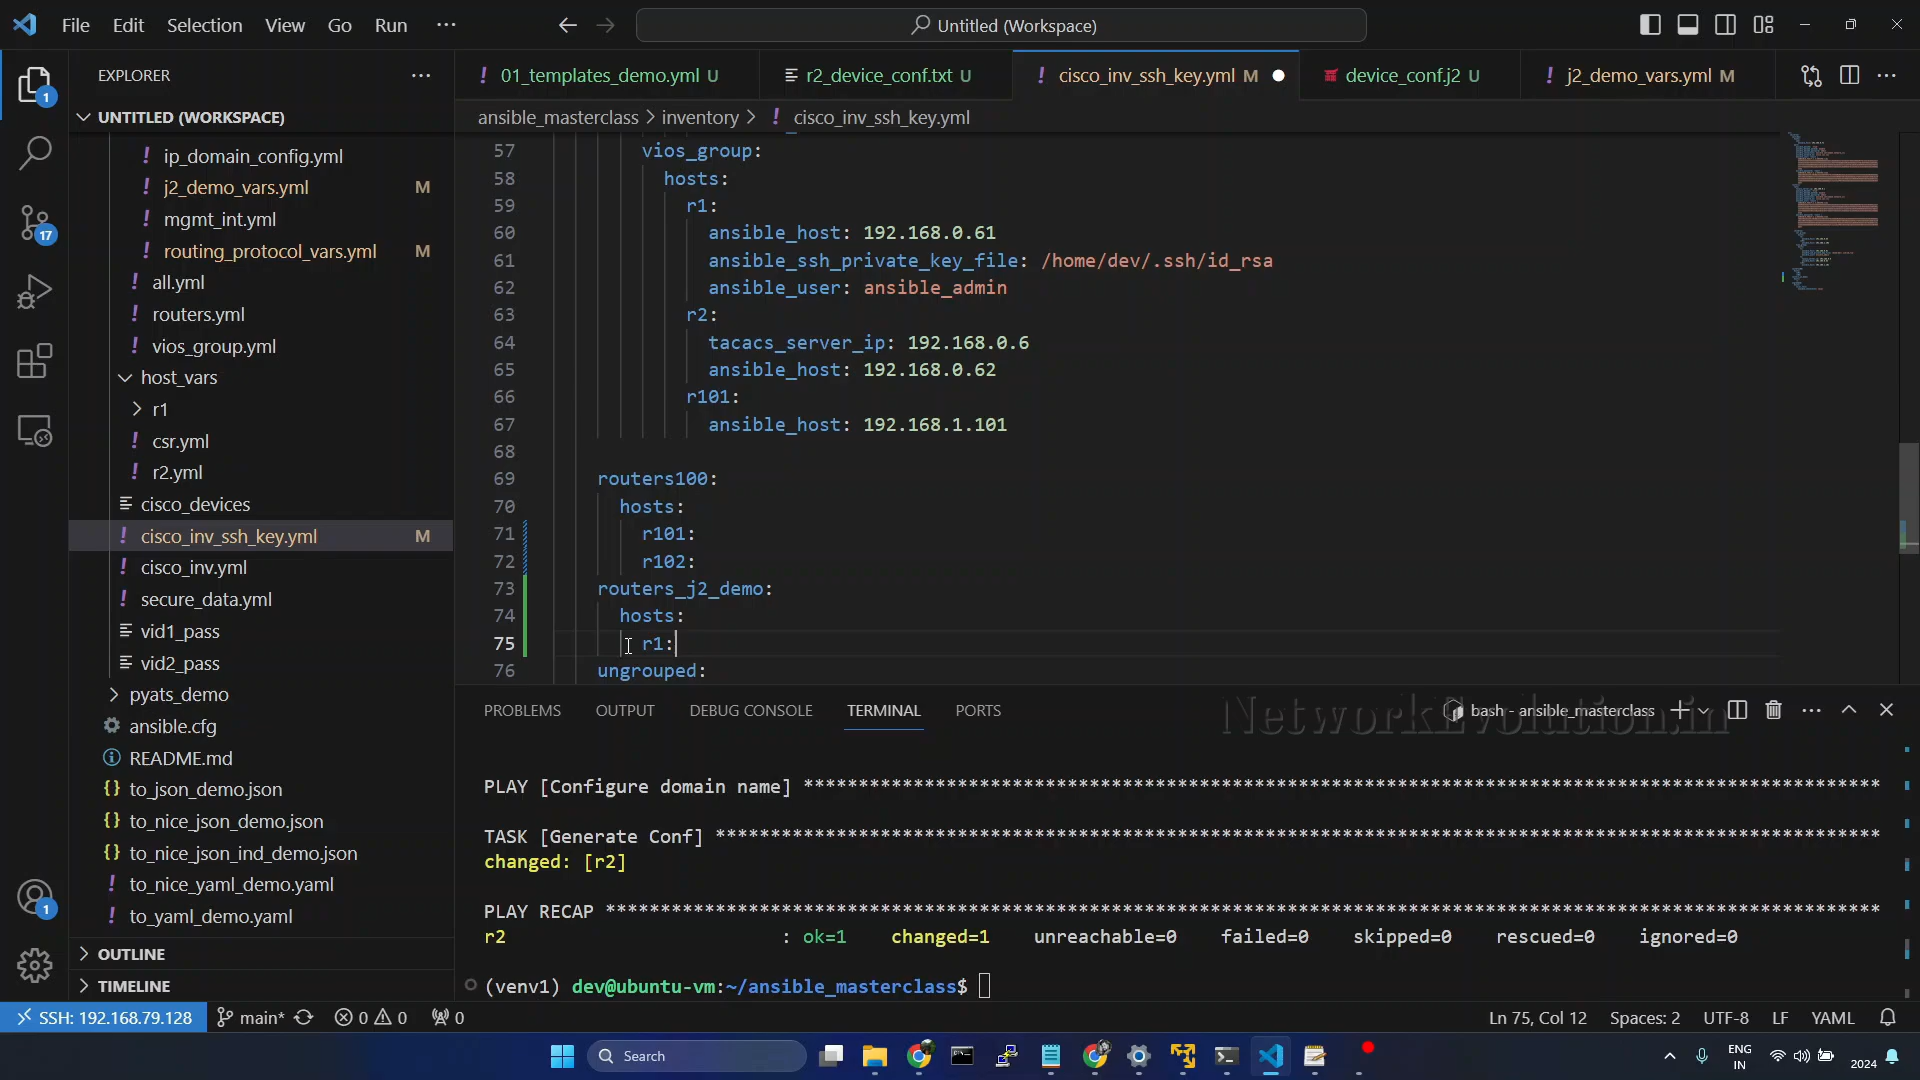 File Edit Selection View Go Run ··· Untitled (Workspace)
EXPLORER ···
01_templates_demo.yml U r2_device_conf.txt U cisco_inv_ssh_key.yml M device_conf.j2 U j2_demo_vars.yml M ···
UNTITLED (WORKSPACE)
ansible_masterclass > inventory > ! cisco_inv_ssh_key.yml
ip_domain_config.yml
j2_demo_vars.yml M
mgmt_int.yml
routing_protocol_vars.yml M
all.yml
routers.yml
vios_group.yml
host_vars
r1
csr.yml
r2.yml
cisco_devices
cisco_inv_ssh_key.yml M
cisco_inv.yml
secure_data.yml
vid1_pass
vid2_pass
pyats_demo
ansible.cfg
README.md
to_json_demo.json
to_nice_json_demo.json
to_nice_json_ind_demo.json
to_nice_yaml_demo.yaml
to_yaml_demo.yaml
OUTLINE
TIMELINE
1
17
1
57 vios_group:
58 hosts:
59 r1:
60 ansible_host: 192.168.0.61
61 ansible_ssh_private_key_file: /home/dev/.ssh/id_rsa
62 ansible_user: ansible_admin
63 r2:
64 tacacs_server_ip: 192.168.0.6
65 ansible_host: 192.168.0.62
66 r101:
67 ansible_host: 192.168.1.101
68
69 routers100:
70 hosts:
71 r101:
72 r102:
73 routers_j2_demo:
74 hosts:
75 r1:
76 ungrouped:
PROBLEMS OUTPUT DEBUG CONSOLE TERMINAL PORTS bash - ansible_masterclass ···
NetworkEvolution.in
PLAY [Configure domain name] ****************************************************************************************************
TASK [Generate Conf] ************************************************************************************************************
changed: [r2]
PLAY RECAP **********************************************************************************************************************
r2 : ok=1 changed=1 unreachable=0 failed=0 skipped=0 rescued=0 ignored=0
(venv1) dev@ubuntu-vm:~/ansible_masterclass$
SSH: 192.168.79.128 main* 0 0 0 Ln 75, Col 12 Spaces: 2 UTF-8 LF YAML
Search
ENG
IN
2024